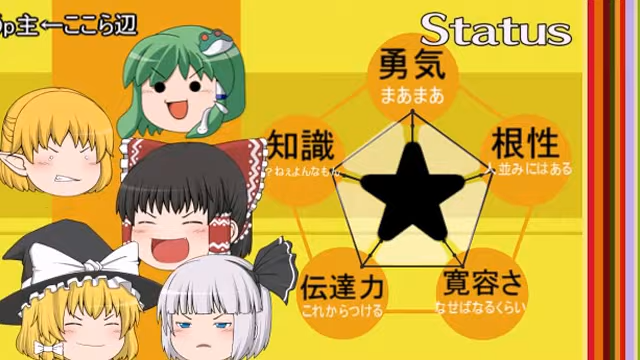 p主←ここら辺
Status
勇気
まあまあ
知識
?ねぇよんなもん
根性
人並みにはある
伝達力
これからつける
寛容さ
なせばなるくらい